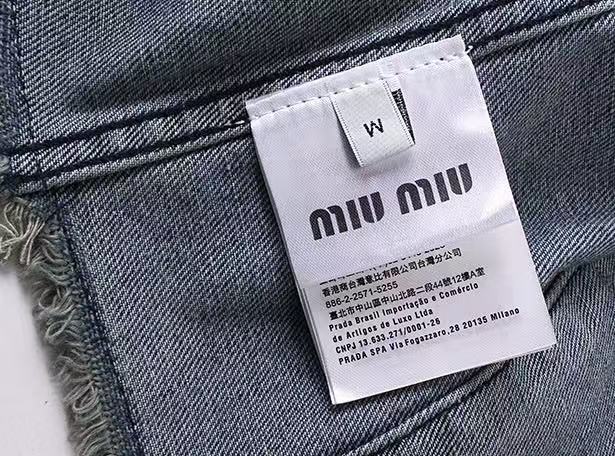 M
MIU MIU
香港商台灣意比有限公司台灣分公司
886-2-2571-5255
臺北市中山區中山北路二段44號12樓A室
Prada Brasil Importação e Comércio
de Artigos de Luxo Ltda
CNPJ 13.633.271/0001-26
PRADA SPA Via Fogazzaro,28 20135 Milano